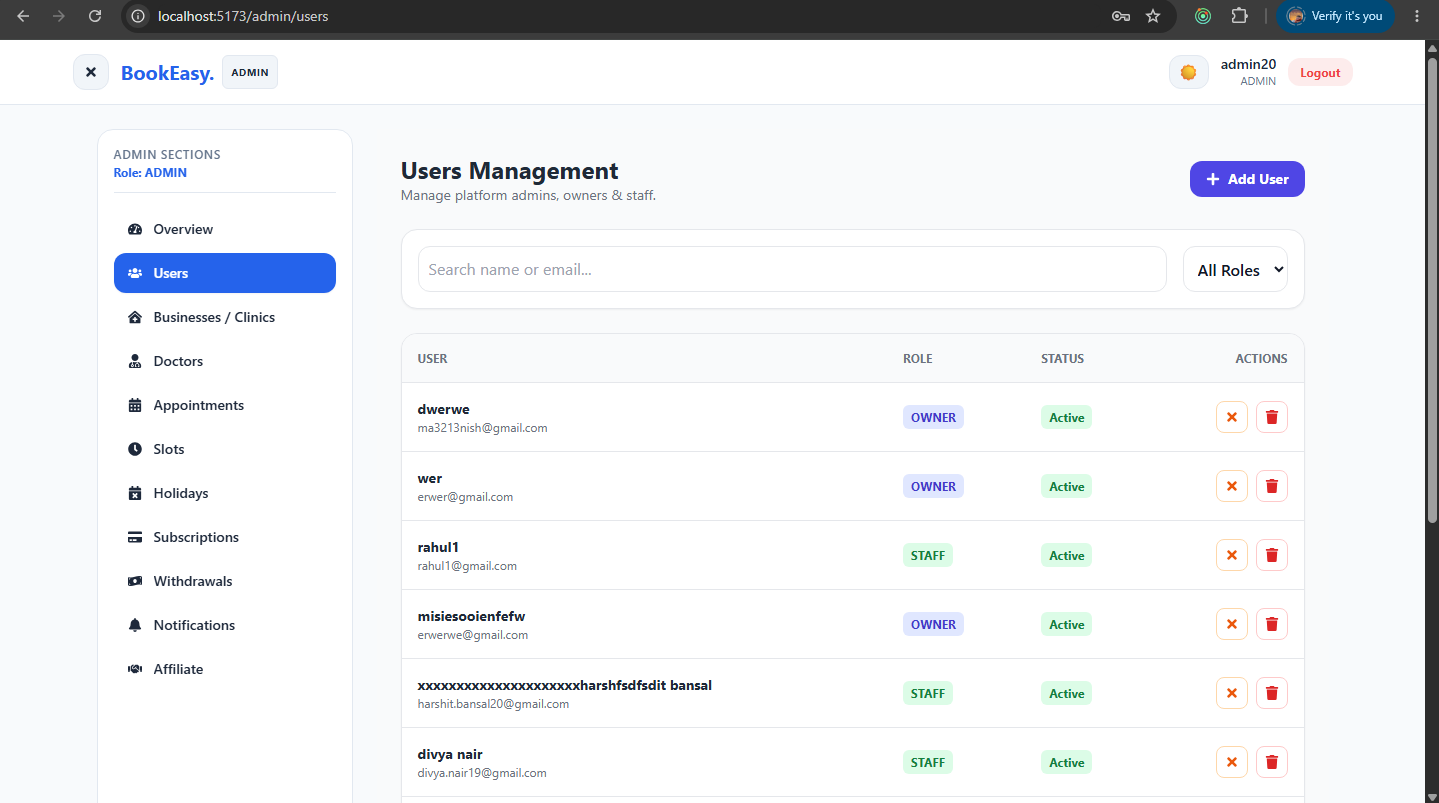 localhost:5173/admin/users
Verify it's you
BookEasy. ADMIN
admin20
ADMIN
Logout
ADMIN SECTIONS
Role: ADMIN
Overview
Users
Businesses / Clinics
Doctors
Appointments
Slots
Holidays
Subscriptions
Withdrawals
Notifications
Affiliate
Users Management
Manage platform admins, owners & staff.
+ Add User
Search name or email...
All Roles
USER ROLE STATUS ACTIONS
dwerwe
ma3213nish@gmail.com
OWNER Active
wer
erwer@gmail.com
OWNER Active
rahul1
rahul1@gmail.com
STAFF Active
misiesooienfefw
erwerwe@gmail.com
OWNER Active
xxxxxxxxxxxxxxxxxxxxxharshfsdfsdit bansal
harshit.bansal20@gmail.com
STAFF Active
divya nair
divya.nair19@gmail.com
STAFF Active